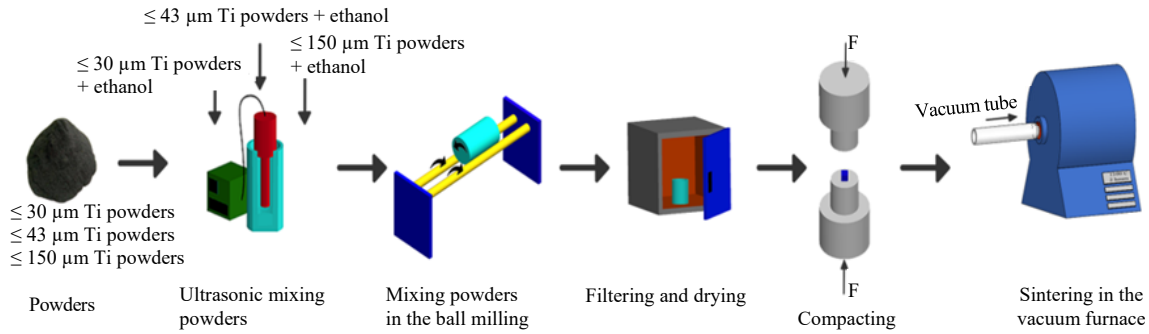 ≤ 43 µm Ti powders + ethanol
≤ 30 µm Ti powders
+ ethanol
≤ 150 µm Ti powders
+ ethanol
F
Vacuum tube
≤ 30 µm Ti powders
≤ 43 µm Ti powders
≤ 150 µm Ti powders
F
Powders
Ultrasonic mixing
powders
Mixing powders
in the ball milling
Filtering and drying
Compacting
Sintering in the
vacuum furnace